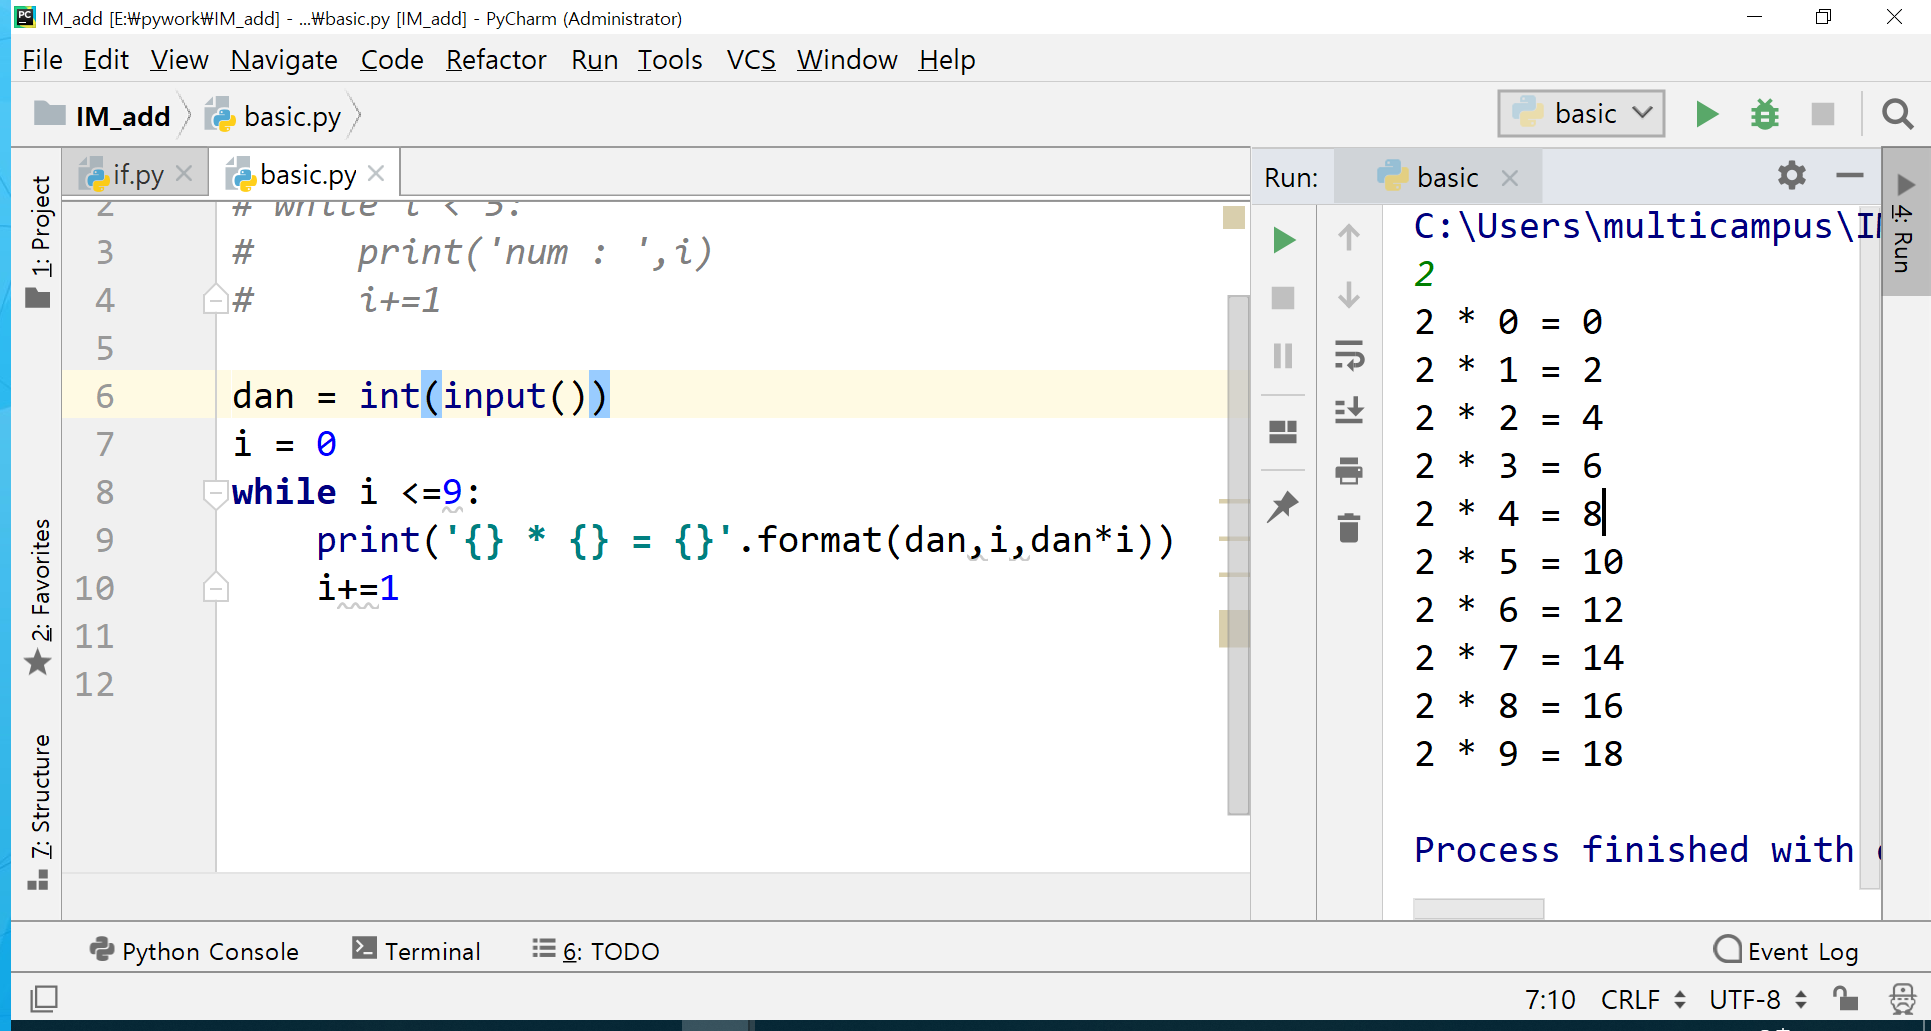 IM_add [E:₩pywork₩IM_add] - ...₩basic.py [IM_add] - PyCharm (Administrator)
File Edit View Navigate Code Refactor Run Tools VCS Window Help
IM_add basic.py basic
if.py basic.py
Run: basic
1: Project
2: Favorites
7: Structure
4: Run
2 # while i < 5:
3 #     print('num : ',i)
4 #     i+=1
5
6 dan = int(input())
7 i = 0
8 while i <=9:
9     print('{} * {} = {}'.format(dan,i,dan*i))
10     i+=1
11
12
C:\Users\multicampus\I
2
2 * 0 = 0
2 * 1 = 2
2 * 2 = 4
2 * 3 = 6
2 * 4 = 8
2 * 5 = 10
2 * 6 = 12
2 * 7 = 14
2 * 8 = 16
2 * 9 = 18
Process finished with
Python Console Terminal 6: TODO Event Log
7:10 CRLF UTF-8